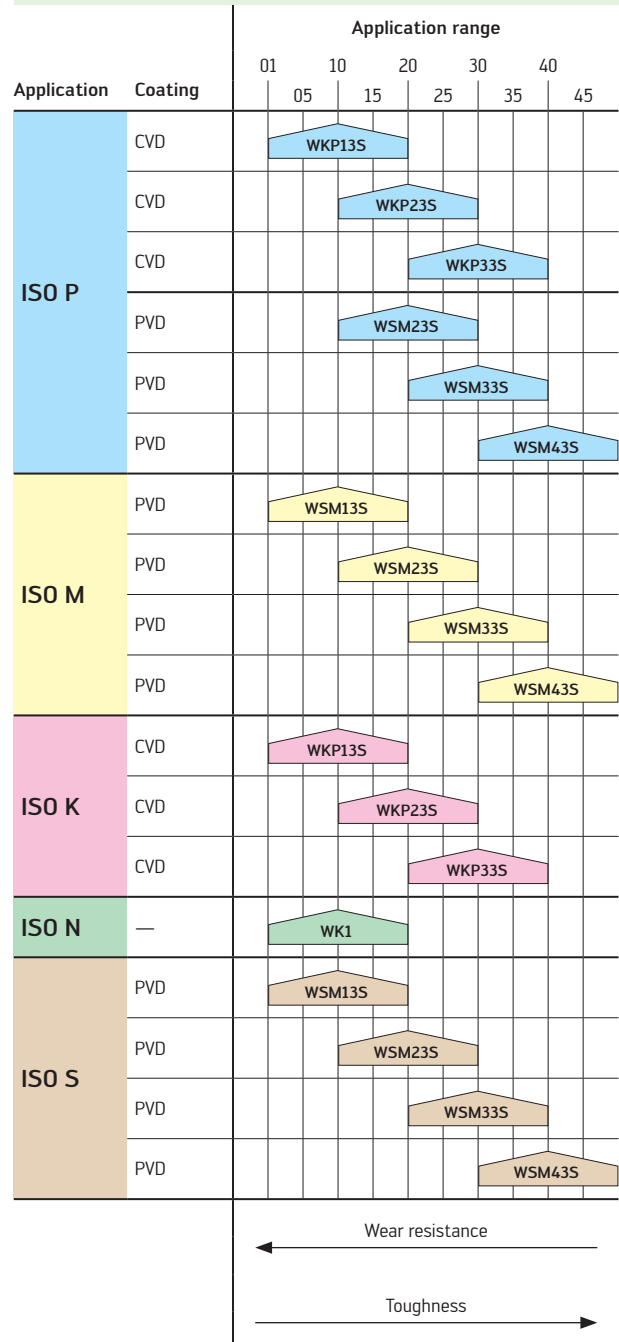 Application range
01 10 20 30 40
Application Coating 05 15 25 35 45
ISO P
CVD WKP13S
CVD WKP23S
CVD WKP33S
PVD WSM23S
PVD WSM33S
PVD WSM43S
ISO M
PVD WSM13S
PVD WSM23S
PVD WSM33S
PVD WSM43S
ISO K
CVD WKP13S
CVD WKP23S
CVD WKP33S
ISO N — WK1
ISO S
PVD WSM13S
PVD WSM23S
PVD WSM33S
PVD WSM43S
Wear resistance
Toughness